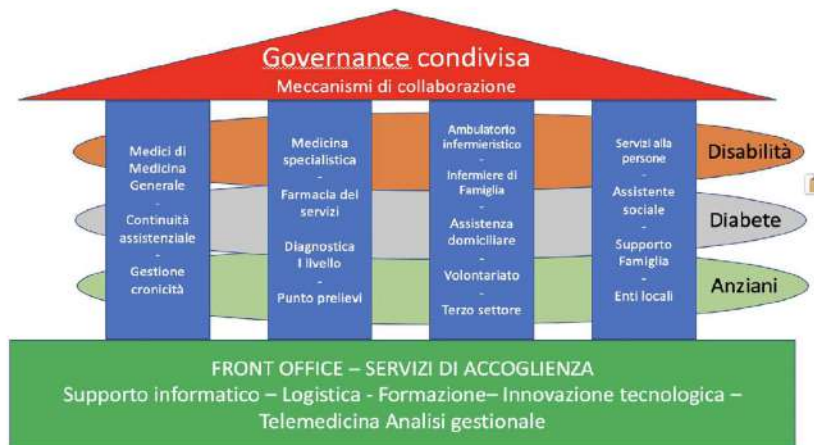 Governance condivisa
Meccanismi di collaborazione
Medici di
Medicina
Generale
-
Continuità
assistenziale
-
Gestione
cronicità
Medicina
specialistica
-
Farmacia dei
servizi
Diagnostica
I livello
-
Punto prelievi
Ambulatorio
infermieristico
-
Infermiere di
Famiglia
-
Assistenza
domiciliare
-
Volontariato
-
Terzo settore
Servizi alla
persone
-
Assistente
sociale
-
Supporto
Famiglia
-
Enti locali
Disabilità
Diabete
Anziani
FRONT OFFICE – SERVIZI DI ACCOGLIENZA
Supporto informatico – Logistica - Formazione– Innovazione tecnologica –
Telemedicina Analisi gestionale